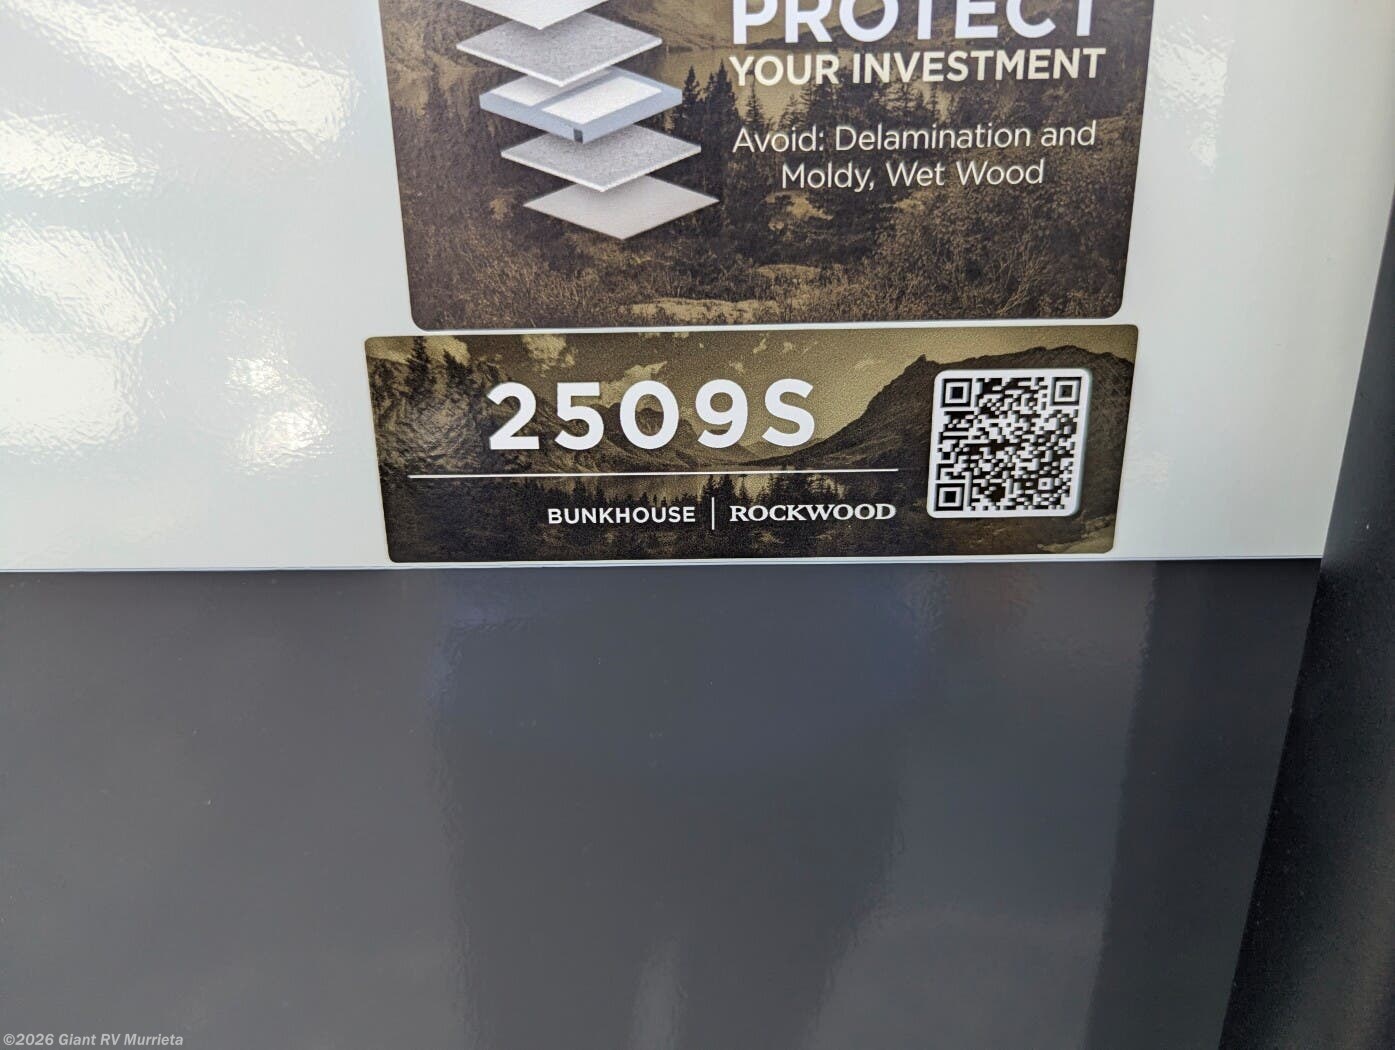 PROTECT
YOUR INVESTMENT
Avoid: Delamination and
Moldy, Wet Wood
2509S
BUNKHOUSE | ROCKWOOD
©2026 Giant RV Murrieta